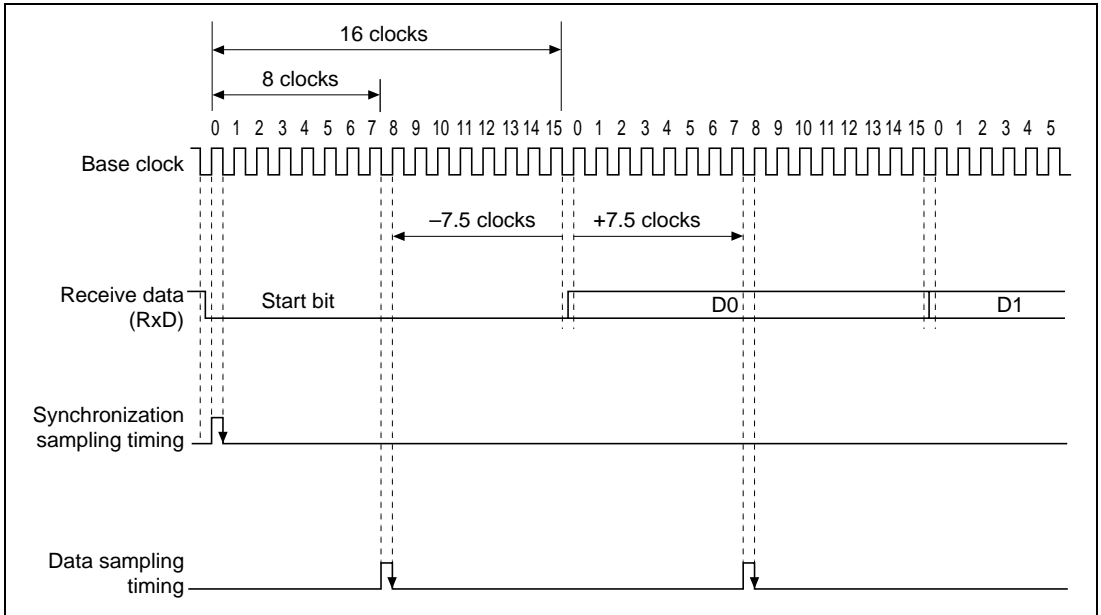 16 clocks
8 clocks
0 1 2 3 4 5 6 7 8 9 10 11 12 13 14 15 0 1 2 3 4 5 6 7 8 9 10 11 12 13 14 15 0 1 2 3 4 5
Base clock
–7.5 clocks +7.5 clocks
Receive data
(RxD)
Start bit D0 D1
Synchronization
sampling timing
Data sampling
timing